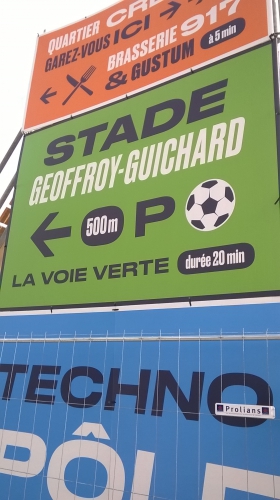 QUARTIER
GAREZ-VOUS ICI
BRASSERIE 917
& GUSTUM
à 5 min
STADE
GEOFFROY-GUICHARD
500m P
LA VOIE VERTE durée 20 min
TECHNO
Prolians
PÔLE